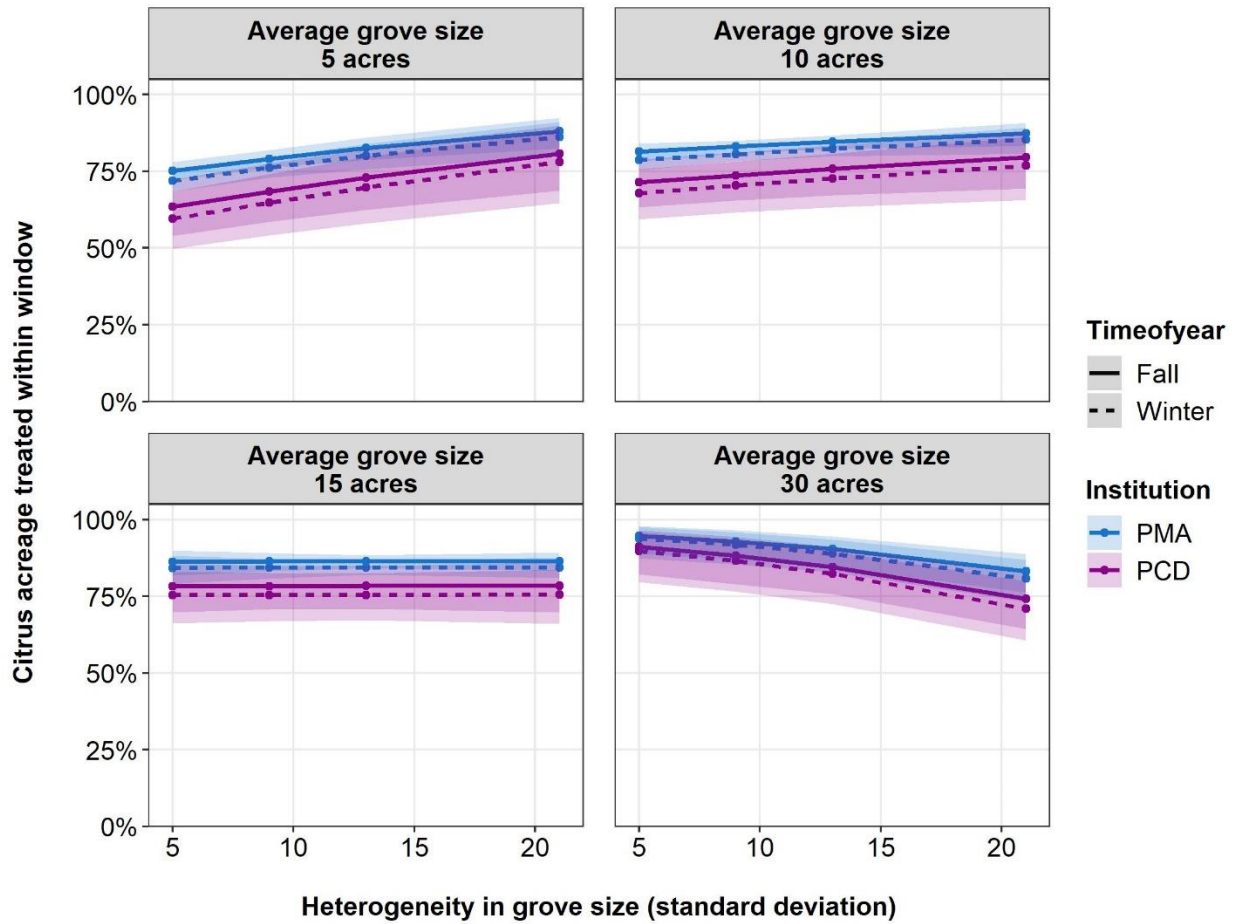 Average grove size
5 acres
Average grove size
10 acres
100%
75%
50%
25%
0%
Average grove size
15 acres
Average grove size
30 acres
100%
75%
50%
25%
0%
5 10 15 20
5 10 15 20
Heterogeneity in grove size (standard deviation)
Citrus acreage treated within window
Timeofyear
Fall
Winter
Institution
PMA
PCD